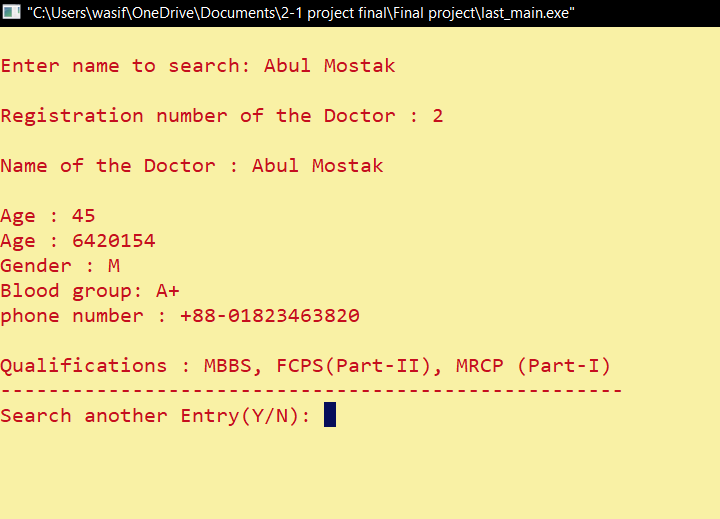 "C:\Users\wasif\OneDrive\Documents\2-1 project final\Final project\last_main.exe"
Enter name to search: Abul Mostak
Registration number of the Doctor : 2
Name of the Doctor : Abul Mostak
Age : 45
Age : 6420154
Gender : M
Blood group: A+
phone number : +88-01823463820
Qualifications : MBBS, FCPS(Part-II), MRCP (Part-I)
----------------------------------------------------
Search another Entry(Y/N):